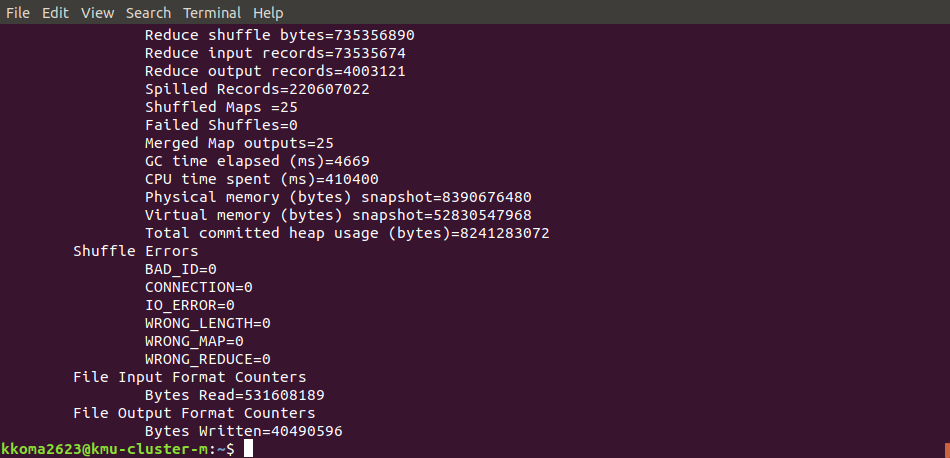 File Edit View Search Terminal Help
Reduce shuffle bytes=735356890
Reduce input records=73535674
Reduce output records=4003121
Spilled Records=220607022
Shuffled Maps =25
Failed Shuffles=0
Merged Map outputs=25
GC time elapsed (ms)=4669
CPU time spent (ms)=410400
Physical memory (bytes) snapshot=8390676480
Virtual memory (bytes) snapshot=52830547968
Total committed heap usage (bytes)=8241283072
Shuffle Errors
BAD_ID=0
CONNECTION=0
IO_ERROR=0
WRONG_LENGTH=0
WRONG_MAP=0
WRONG_REDUCE=0
File Input Format Counters
Bytes Read=531608189
File Output Format Counters
Bytes Written=40490596
kkoma2623@kmu-cluster-m:~$